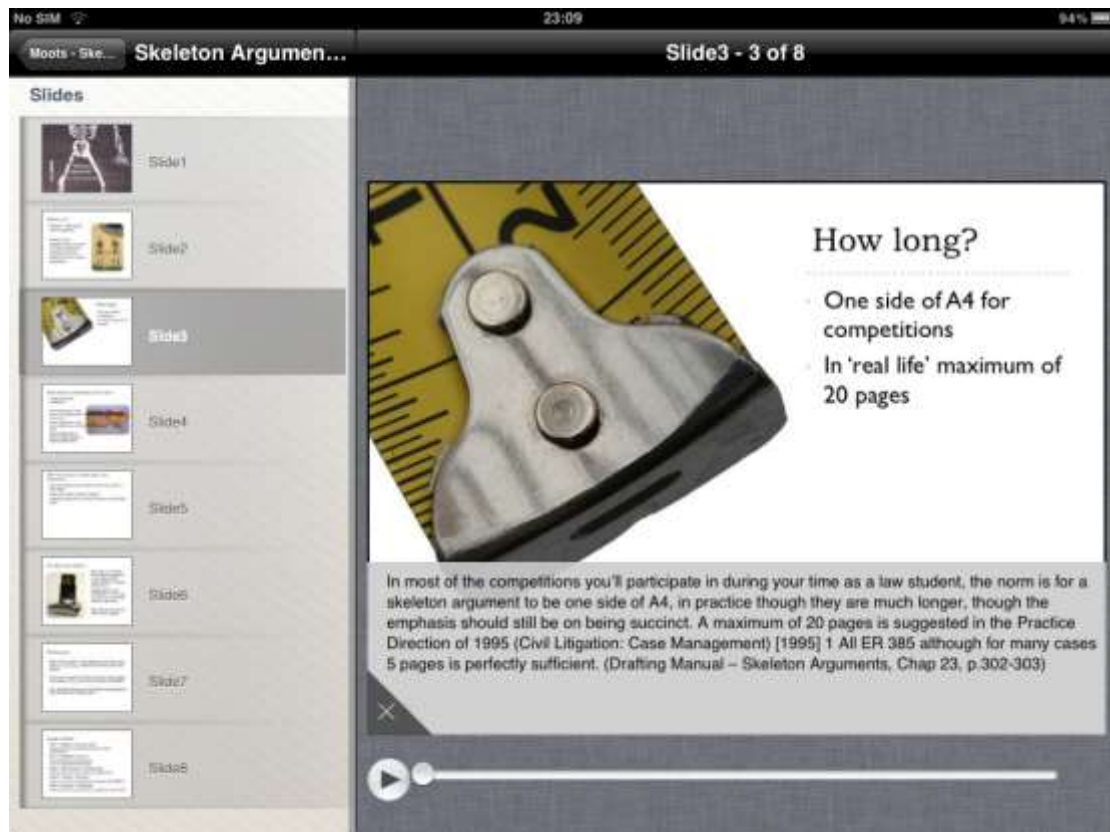 No SIM
23:09
94%
Moots - Ske...
Skeleton Argumen...
Slide3 - 3 of 8
Slides
Slide1
Slide2
Slide3
Slide4
Slide5
Slide6
Slide7
Slide8
2
How long?
One side of A4 for
competitions
In ‘real life’ maximum of
20 pages
In most of the competitions you'll participate in during your time as a law student, the norm is for a
skeleton argument to be one side of A4, in practice though they are much longer, though the
emphasis should still be on being succinct. A maximum of 20 pages is suggested in the Practice
Direction of 1995 (Civil Litigation: Case Management) [1995] 1 All ER 385 although for many cases
5 pages is perfectly sufficient. (Drafting Manual – Skeleton Arguments, Chap 23, p.302-303)